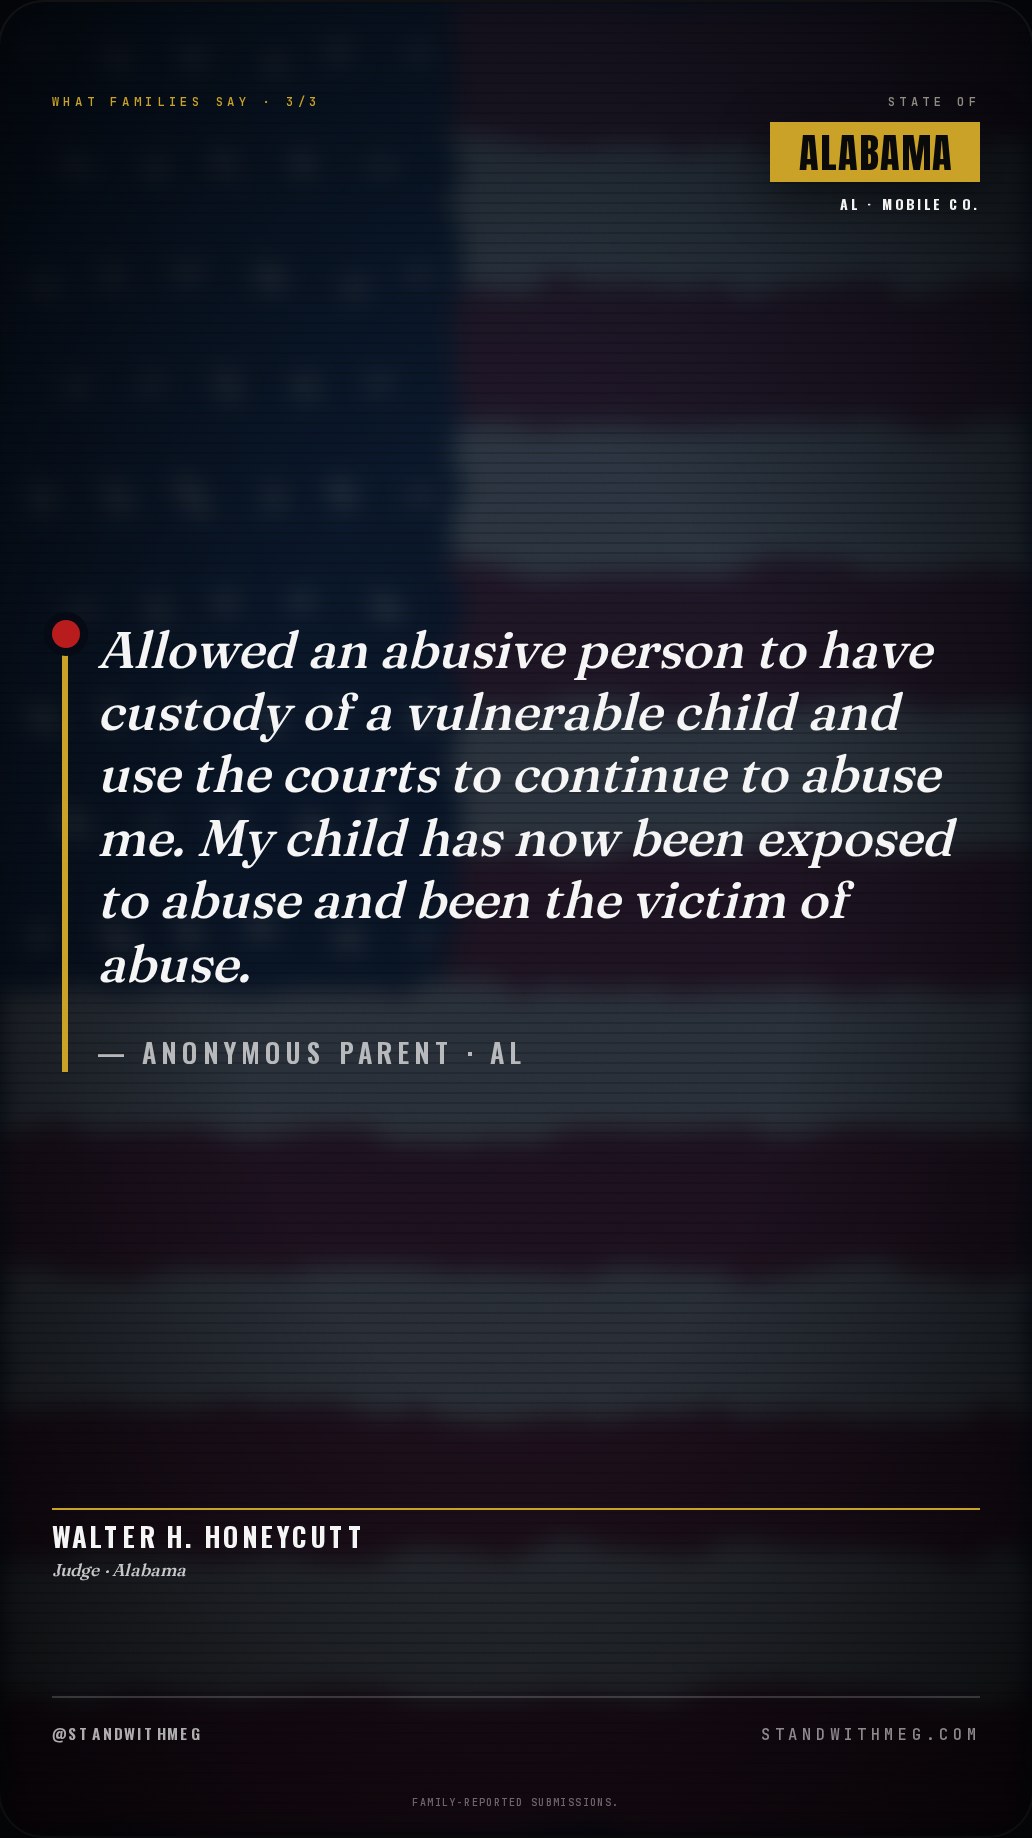 WHAT FAMILIES SAY · 3/3
STATE OF
ALABAMA
AL · MOBILE CO.
Allowed an abusive person to have
custody of a vulnerable child and
use the courts to continue to abuse
me. My child has now been exposed
to abuse and been the victim of
abuse.
— ANONYMOUS PARENT · AL
WALTER H. HONEYCUTT
Judge · Alabama
@STANDWITHMEG
STANDWITHMEG.COM
FAMILY-REPORTED SUBMISSIONS.